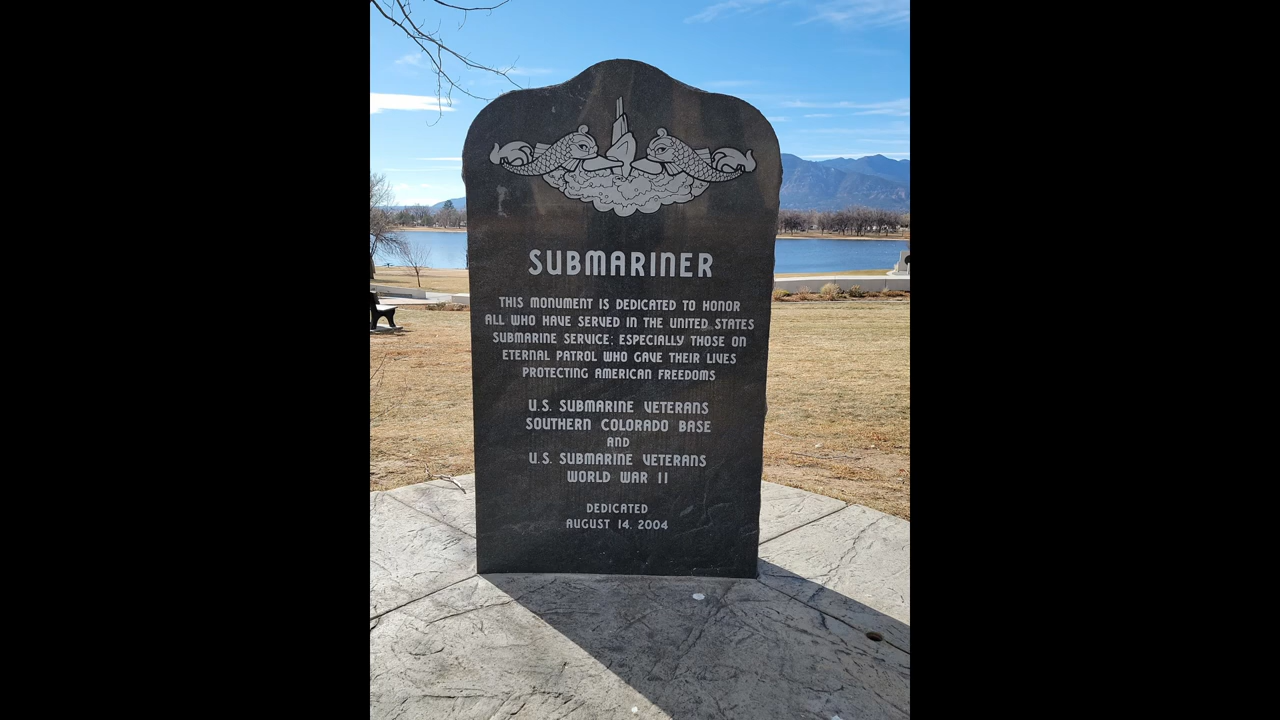 SUBMARINER
THIS MONUMENT IS DEDICATED TO HONOR
ALL WHO HAVE SERVED IN THE UNITED STATES
SUBMARINE SERVICE; ESPECIALLY THOSE ON
ETERNAL PATROL WHO GAVE THEIR LIVES
PROTECTING AMERICAN FREEDOMS
U.S. SUBMARINE VETERANS
SOUTHERN COLORADO BASE
AND
U.S. SUBMARINE VETERANS
WORLD WAR II
DEDICATED
AUGUST 14, 2004